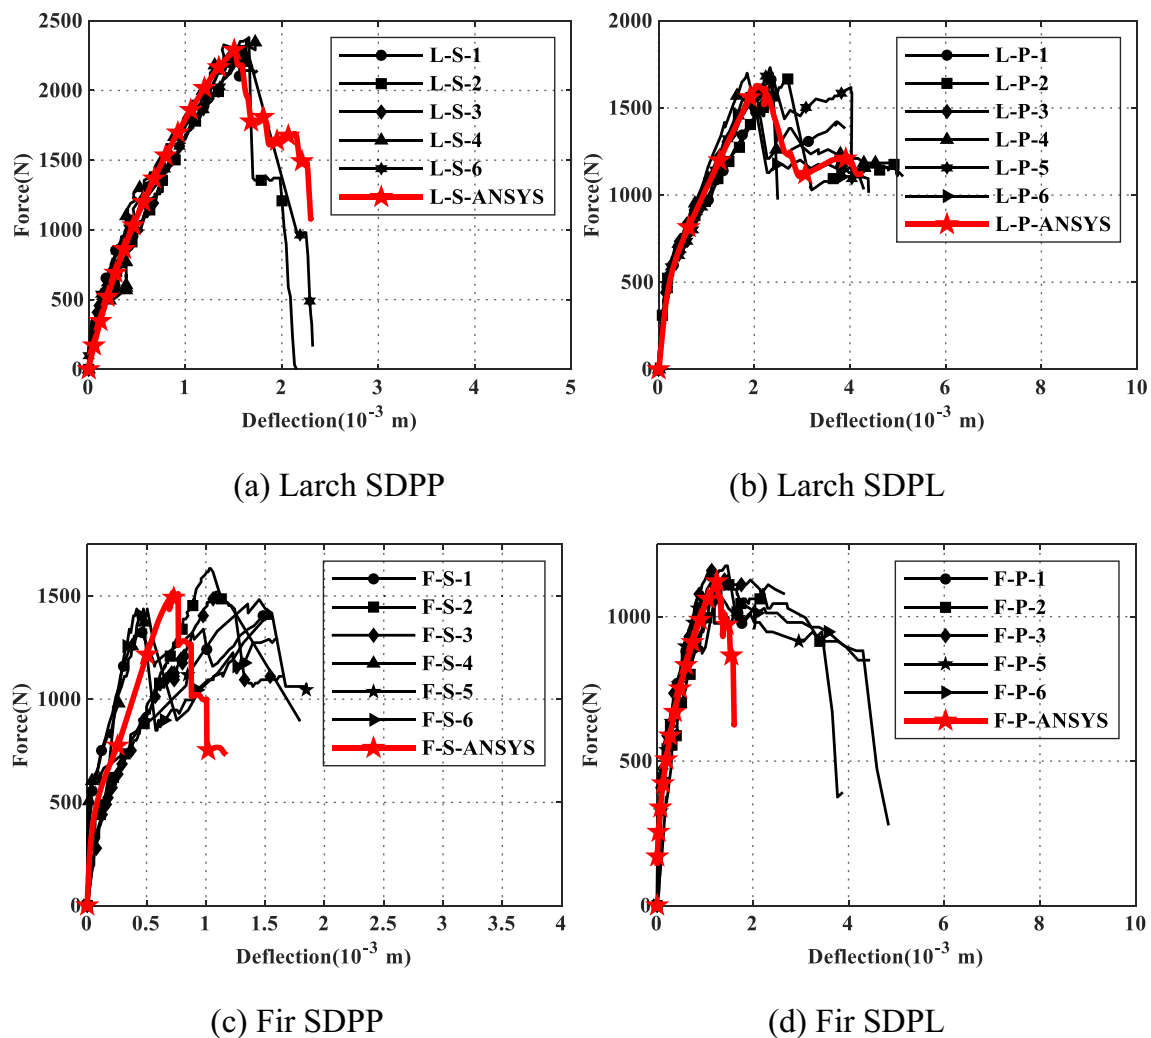 2500
2000
1500
1000
500
0
Force(N)
0 1 2 3 4 5
Deflection(10⁻³ m)
L-S-1
L-S-2
L-S-3
L-S-4
L-S-6
L-S-ANSYS
(a) Larch SDPP
2000
1500
1000
500
0
Force(N)
0 2 4 6 8 10
Deflection(10⁻³ m)
L-P-1
L-P-2
L-P-3
L-P-4
L-P-5
L-P-6
L-P-ANSYS
(b) Larch SDPL
1500
1000
500
0
Force(N)
0 0.5 1 1.5 2 2.5 3 3.5 4
Deflection(10⁻³ m)
F-S-1
F-S-2
F-S-3
F-S-4
F-S-5
F-S-6
F-S-ANSYS
(c) Fir SDPP
1000
500
0
Force(N)
0 2 4 6 8 10
Deflection(10⁻³ m)
F-P-1
F-P-2
F-P-3
F-P-5
F-P-6
F-P-ANSYS
(d) Fir SDPL